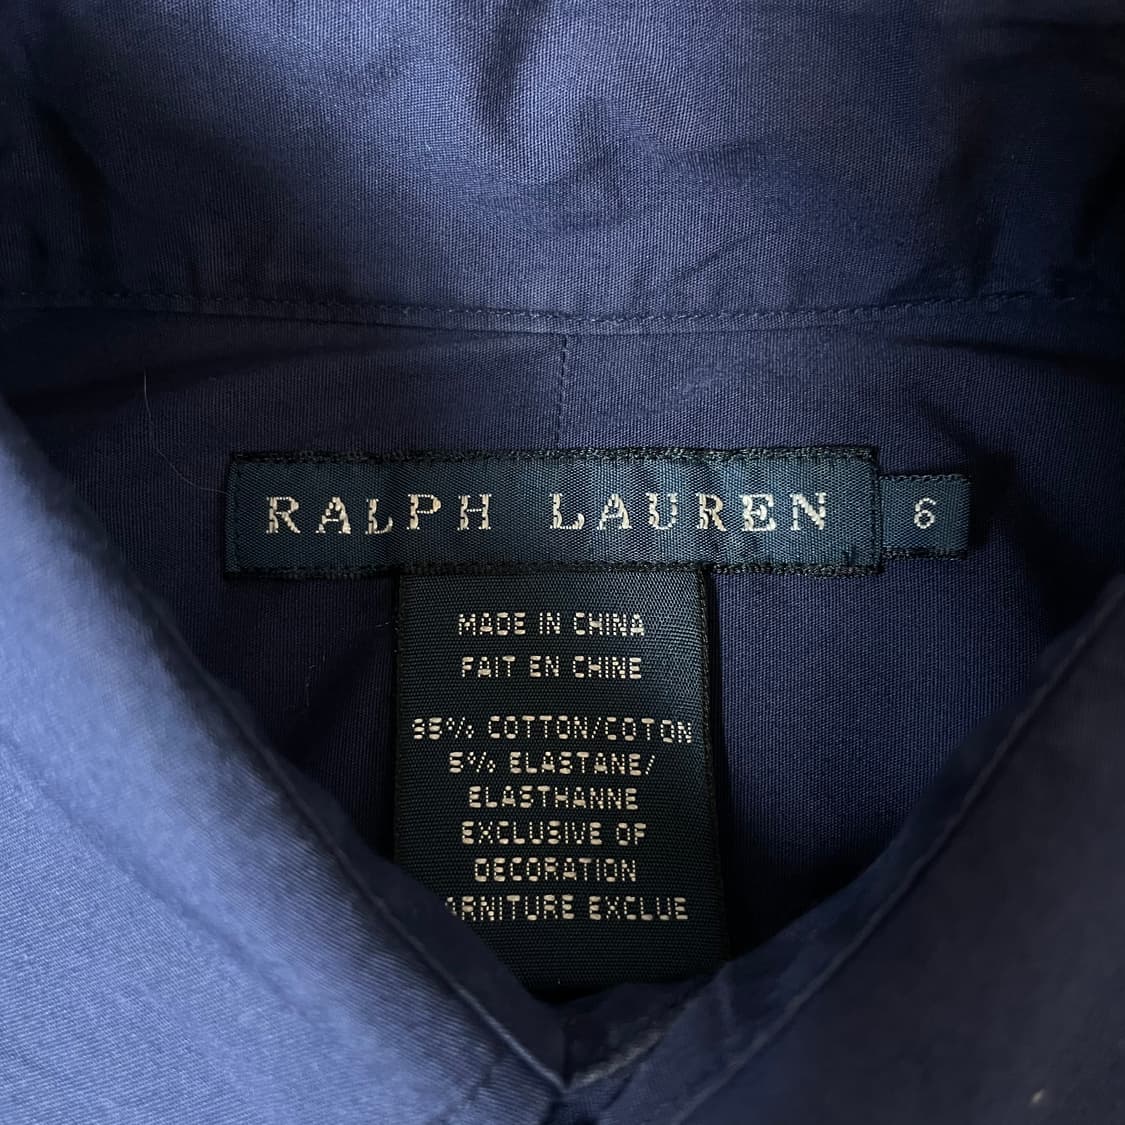 RALPH LAUREN 6
MADE IN CHINA
FAIT EN CHINE
95% COTTON/COTON
5% ELASTANE/
ELASTHANNE
EXCLUSIVE OF
DECORATION
EXCLUE